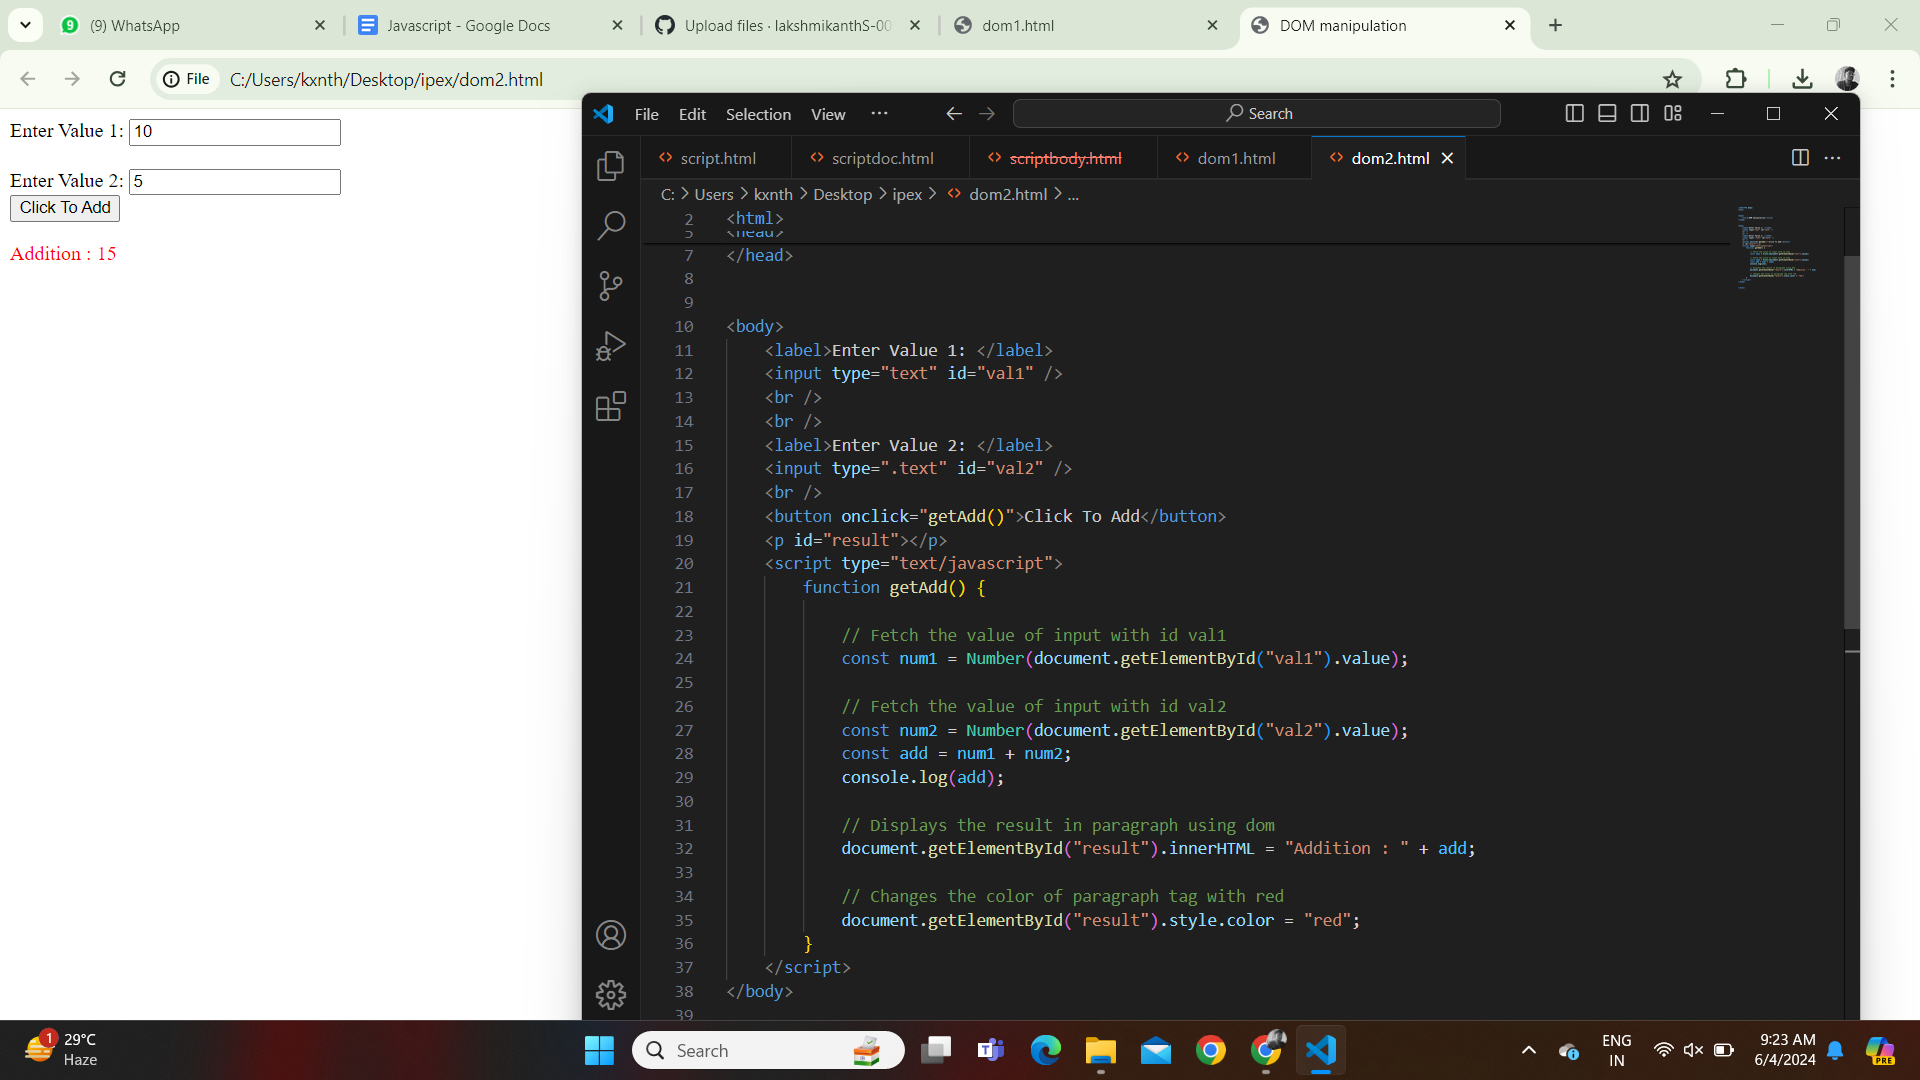 (9) WhatsApp
Javascript - Google Docs
Upload files · lakshmikanthS-00
dom1.html
DOM manipulation
File
C:/Users/kxnth/Desktop/ipex/dom2.html
Enter Value 1: 10
Enter Value 2: 5
Click To Add
Addition : 15
File Edit Selection View ···
Search
script.html
scriptdoc.html
scriptbody.html
dom1.html
dom2.html
C: > Users > kxnth > Desktop > ipex > dom2.html > ...
2 <html>
5 <head>
7 </head>
8
9
10 <body>
11 <label>Enter Value 1: </label>
12 <input type="text" id="val1" />
13 <br />
14 <br />
15 <label>Enter Value 2: </label>
16 <input type=".text" id="val2" />
17 <br />
18 <button onclick="getAdd()">Click To Add</button>
19 <p id="result"></p>
20 <script type="text/javascript">
21 function getAdd() {
22
23 // Fetch the value of input with id val1
24 const num1 = Number(document.getElementById("val1").value);
25
26 // Fetch the value of input with id val2
27 const num2 = Number(document.getElementById("val2").value);
28 const add = num1 + num2;
29 console.log(add);
30
31 // Displays the result in paragraph using dom
32 document.getElementById("result").innerHTML = "Addition : " + add;
33
34 // Changes the color of paragraph tag with red
35 document.getElementById("result").style.color = "red";
36 }
37 </script>
38 </body>
39
1
29°C
Haze
Search
ENG
IN
9:23 AM
6/4/2024
PRE